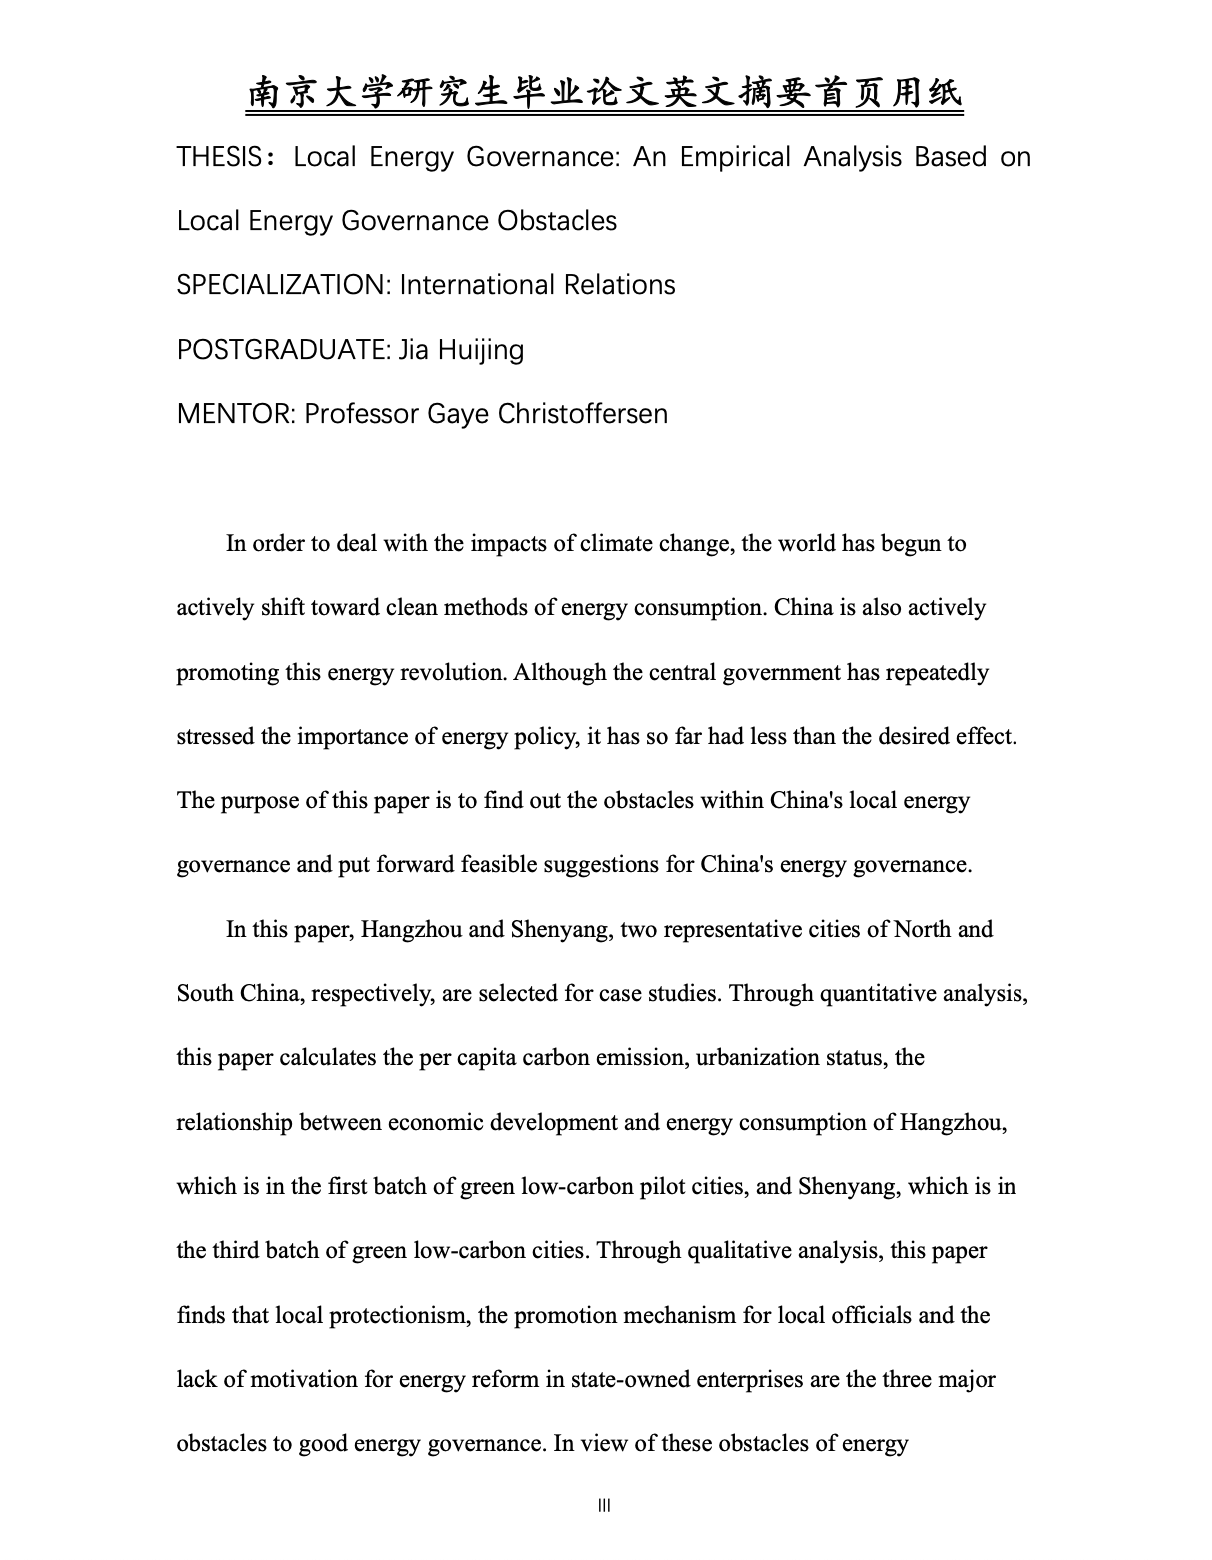 南京大学研究生毕业论文英文摘要首页用纸
THESIS：Local Energy Governance: An Empirical Analysis Based on
Local Energy Governance Obstacles
SPECIALIZATION: International Relations
POSTGRADUATE: Jia Huijing
MENTOR: Professor Gaye Christoffersen
In order to deal with the impacts of climate change, the world has begun to
actively shift toward clean methods of energy consumption. China is also actively
promoting this energy revolution. Although the central government has repeatedly
stressed the importance of energy policy, it has so far had less than the desired effect.
The purpose of this paper is to find out the obstacles within China's local energy
governance and put forward feasible suggestions for China's energy governance.
In this paper, Hangzhou and Shenyang, two representative cities of North and
South China, respectively, are selected for case studies. Through quantitative analysis,
this paper calculates the per capita carbon emission, urbanization status, the
relationship between economic development and energy consumption of Hangzhou,
which is in the first batch of green low-carbon pilot cities, and Shenyang, which is in
the third batch of green low-carbon cities. Through qualitative analysis, this paper
finds that local protectionism, the promotion mechanism for local officials and the
lack of motivation for energy reform in state-owned enterprises are the three major
obstacles to good energy governance. In view of these obstacles of energy
III